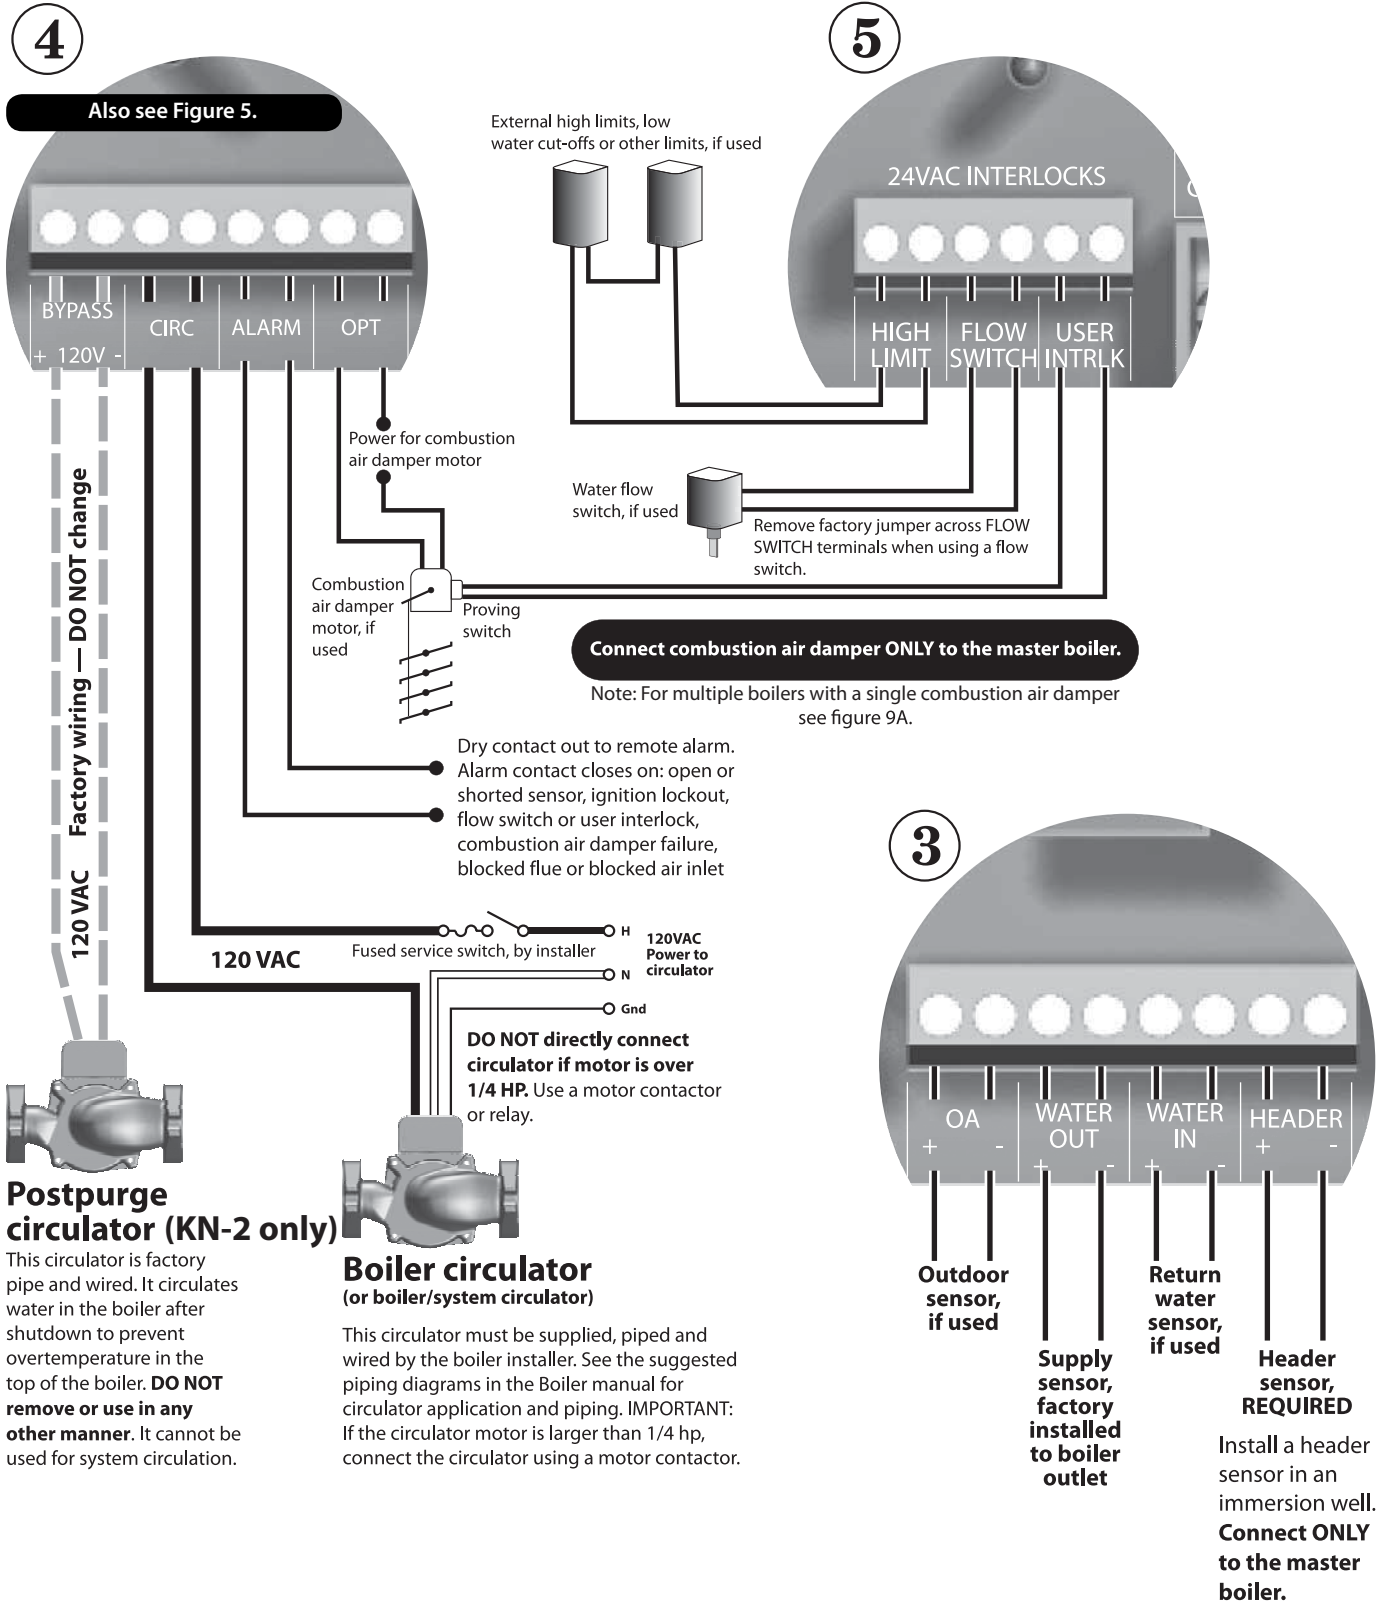 4
Also see Figure 5.
BYPASS
+ 120V -
CIRC
ALARM
OPT
120 VAC Factory wiring — DO NOT change
Power for combustion
air damper motor
Combustion
air damper
motor, if
used
Proving
switch
Dry contact out to remote alarm.
Alarm contact closes on: open or
shorted sensor, ignition lockout,
flow switch or user interlock,
combustion air damper failure,
blocked flue or blocked air inlet
120 VAC
Fused service switch, by installer
H
N
Gnd
120VAC
Power to
circulator
DO NOT directly connect
circulator if motor is over
1/4 HP. Use a motor contactor
or relay.
Postpurge
circulator (KN-2 only)
This circulator is factory
pipe and wired. It circulates
water in the boiler after
shutdown to prevent
overtemperature in the
top of the boiler. DO NOT
remove or use in any
other manner. It cannot be
used for system circulation.
Boiler circulator
(or boiler/system circulator)
This circulator must be supplied, piped and
wired by the boiler installer. See the suggested
piping diagrams in the Boiler manual for
circulator application and piping. IMPORTANT:
If the circulator motor is larger than 1/4 hp,
connect the circulator using a motor contactor.
5
External high limits, low
water cut-offs or other limits, if used
24VAC INTERLOCKS
HIGH
LIMIT
FLOW
SWITCH
USER
INTRLK
Water flow
switch, if used
Remove factory jumper across FLOW
SWITCH terminals when using a flow
switch.
Connect combustion air damper ONLY to the master boiler.
Note: For multiple boilers with a single combustion air damper
see figure 9A.
3
OA
+ -
WATER
OUT
+ -
WATER
IN
+ -
HEADER
+ -
Outdoor
sensor,
if used
Supply
sensor,
factory
installed
to boiler
outlet
Return
water
sensor,
if used
Header
sensor,
REQUIRED
Install a header
sensor in an
immersion well.
Connect ONLY
to the master
boiler.